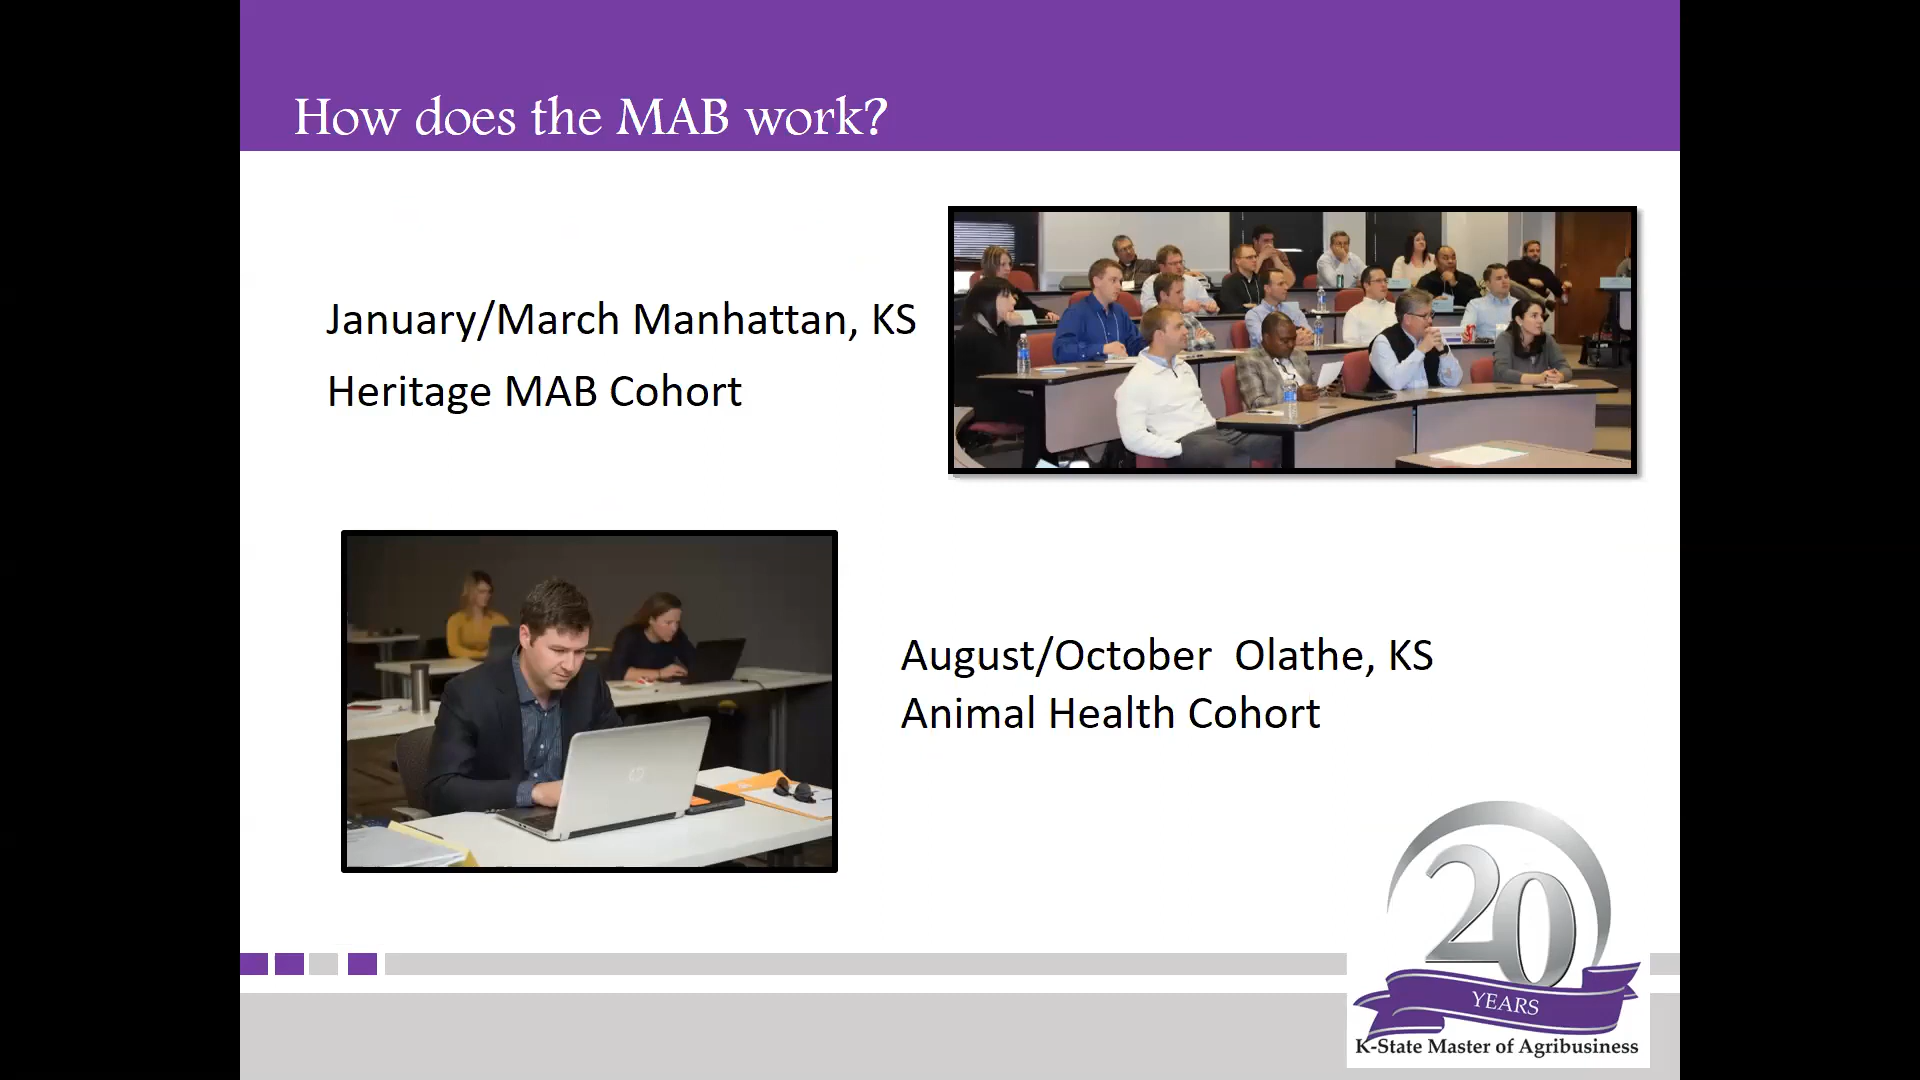 How does the MAB work?
January/March Manhattan, KS
Heritage MAB Cohort
August/October  Olathe, KS
Animal Health Cohort
20
YEARS
K-State Master of Agribusiness